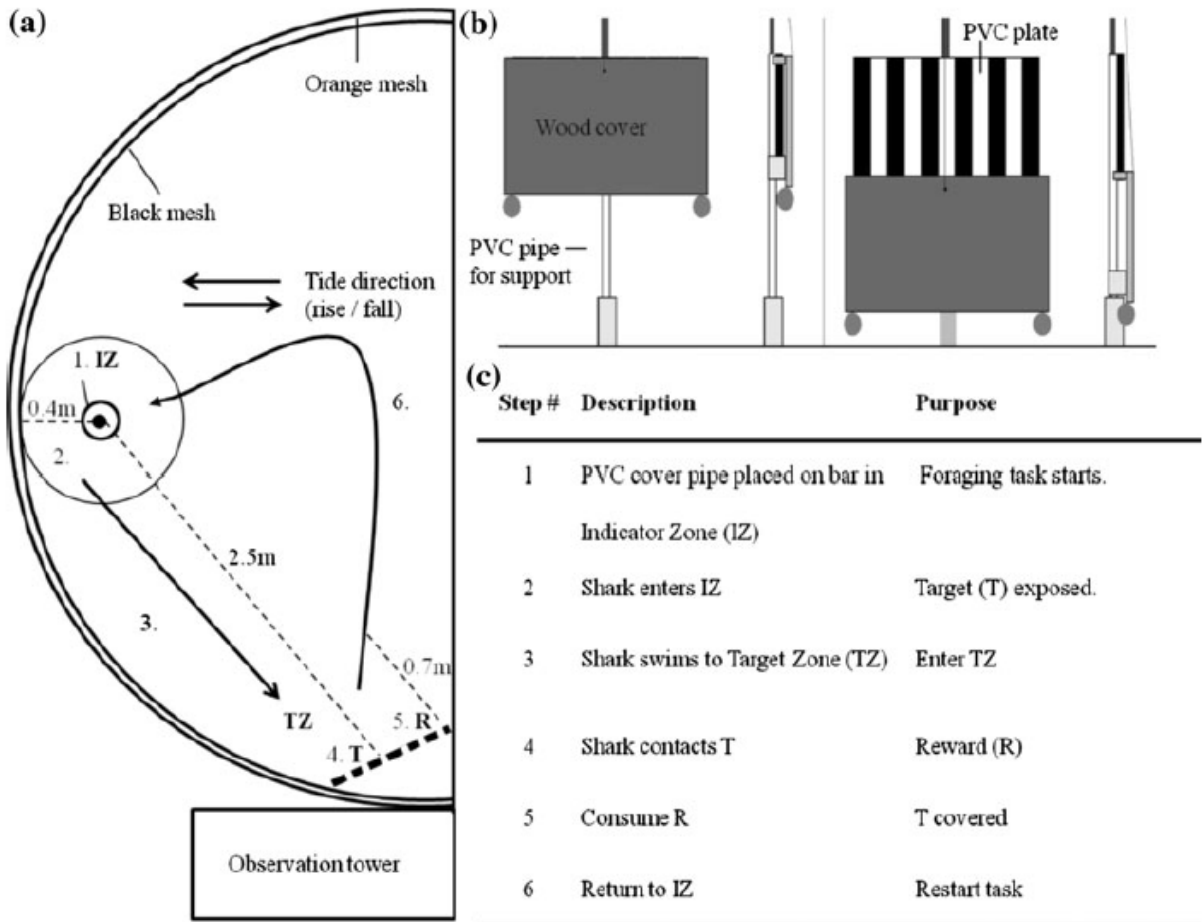 (a)
Orange mesh
Black mesh
Tide direction
(rise / fall)
1. IZ
0.4m
2.
6.
2.5m
3.
0.7m
TZ
5. R
4. T
Observation tower
(b)
PVC plate
Wood cover
PVC pipe —
for support
(c)
Step # Description Purpose
1 PVC cover pipe placed on bar in Foraging task starts.
Indicator Zone (IZ)
2 Shark enters IZ Target (T) exposed.
3 Shark swims to Target Zone (TZ) Enter TZ
4 Shark contacts T Reward (R)
5 Consume R T covered
6 Return to IZ Restart task